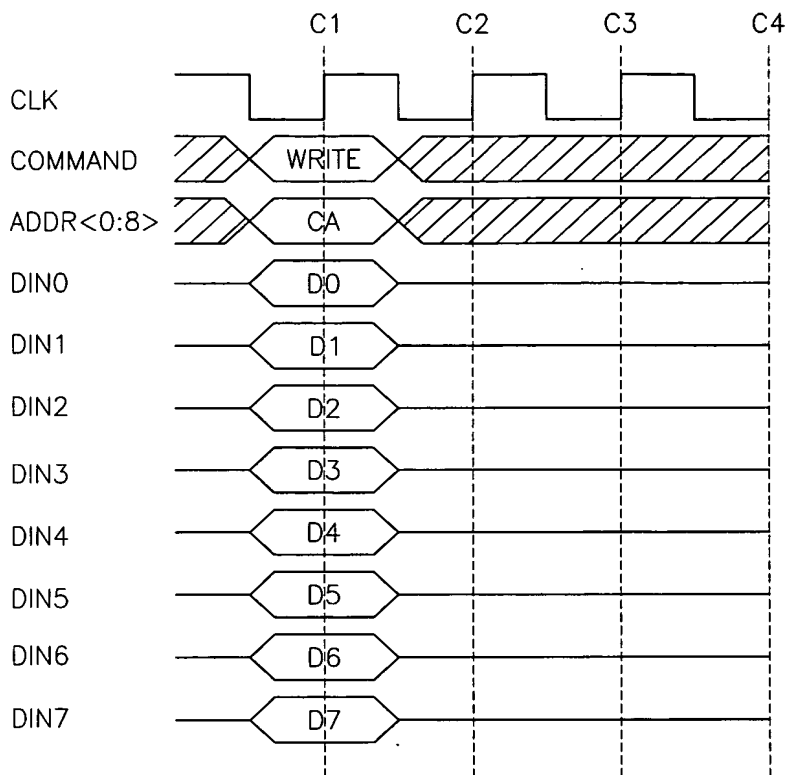 C1 C2 C3 C4
CLK
COMMAND WRITE
ADDR<0:8> CA
DIN0 D0
DIN1 D1
DIN2 D2
DIN3 D3
DIN4 D4
DIN5 D5
DIN6 D6
DIN7 D7